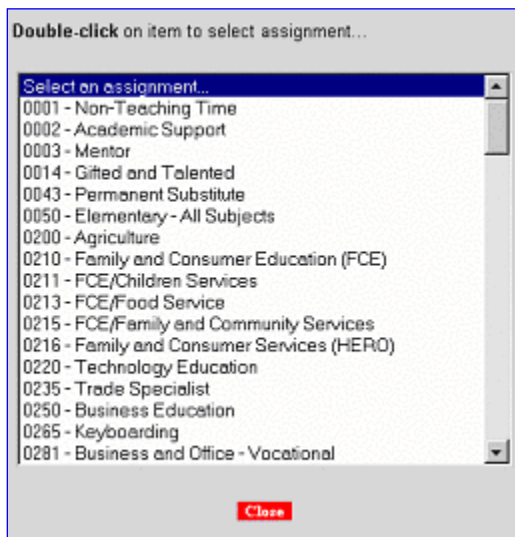 Double-click on item to select assignment...
Select an assignment...
0001 - Non-Teaching Time
0002 - Academic Support
0003 - Mentor
0014 - Gifted and Talented
0043 - Permanent Substitute
0050 - Elementary - All Subjects
0200 - Agriculture
0210 - Family and Consumer Education (FCE)
0211 - FCE/Children Services
0213 - FCE/Food Service
0215 - FCE/Family and Community Services
0216 - Family and Consumer Services (HERO)
0220 - Technology Education
0235 - Trade Specialist
0250 - Business Education
0265 - Keyboarding
0281 - Business and Office - Vocational
Close